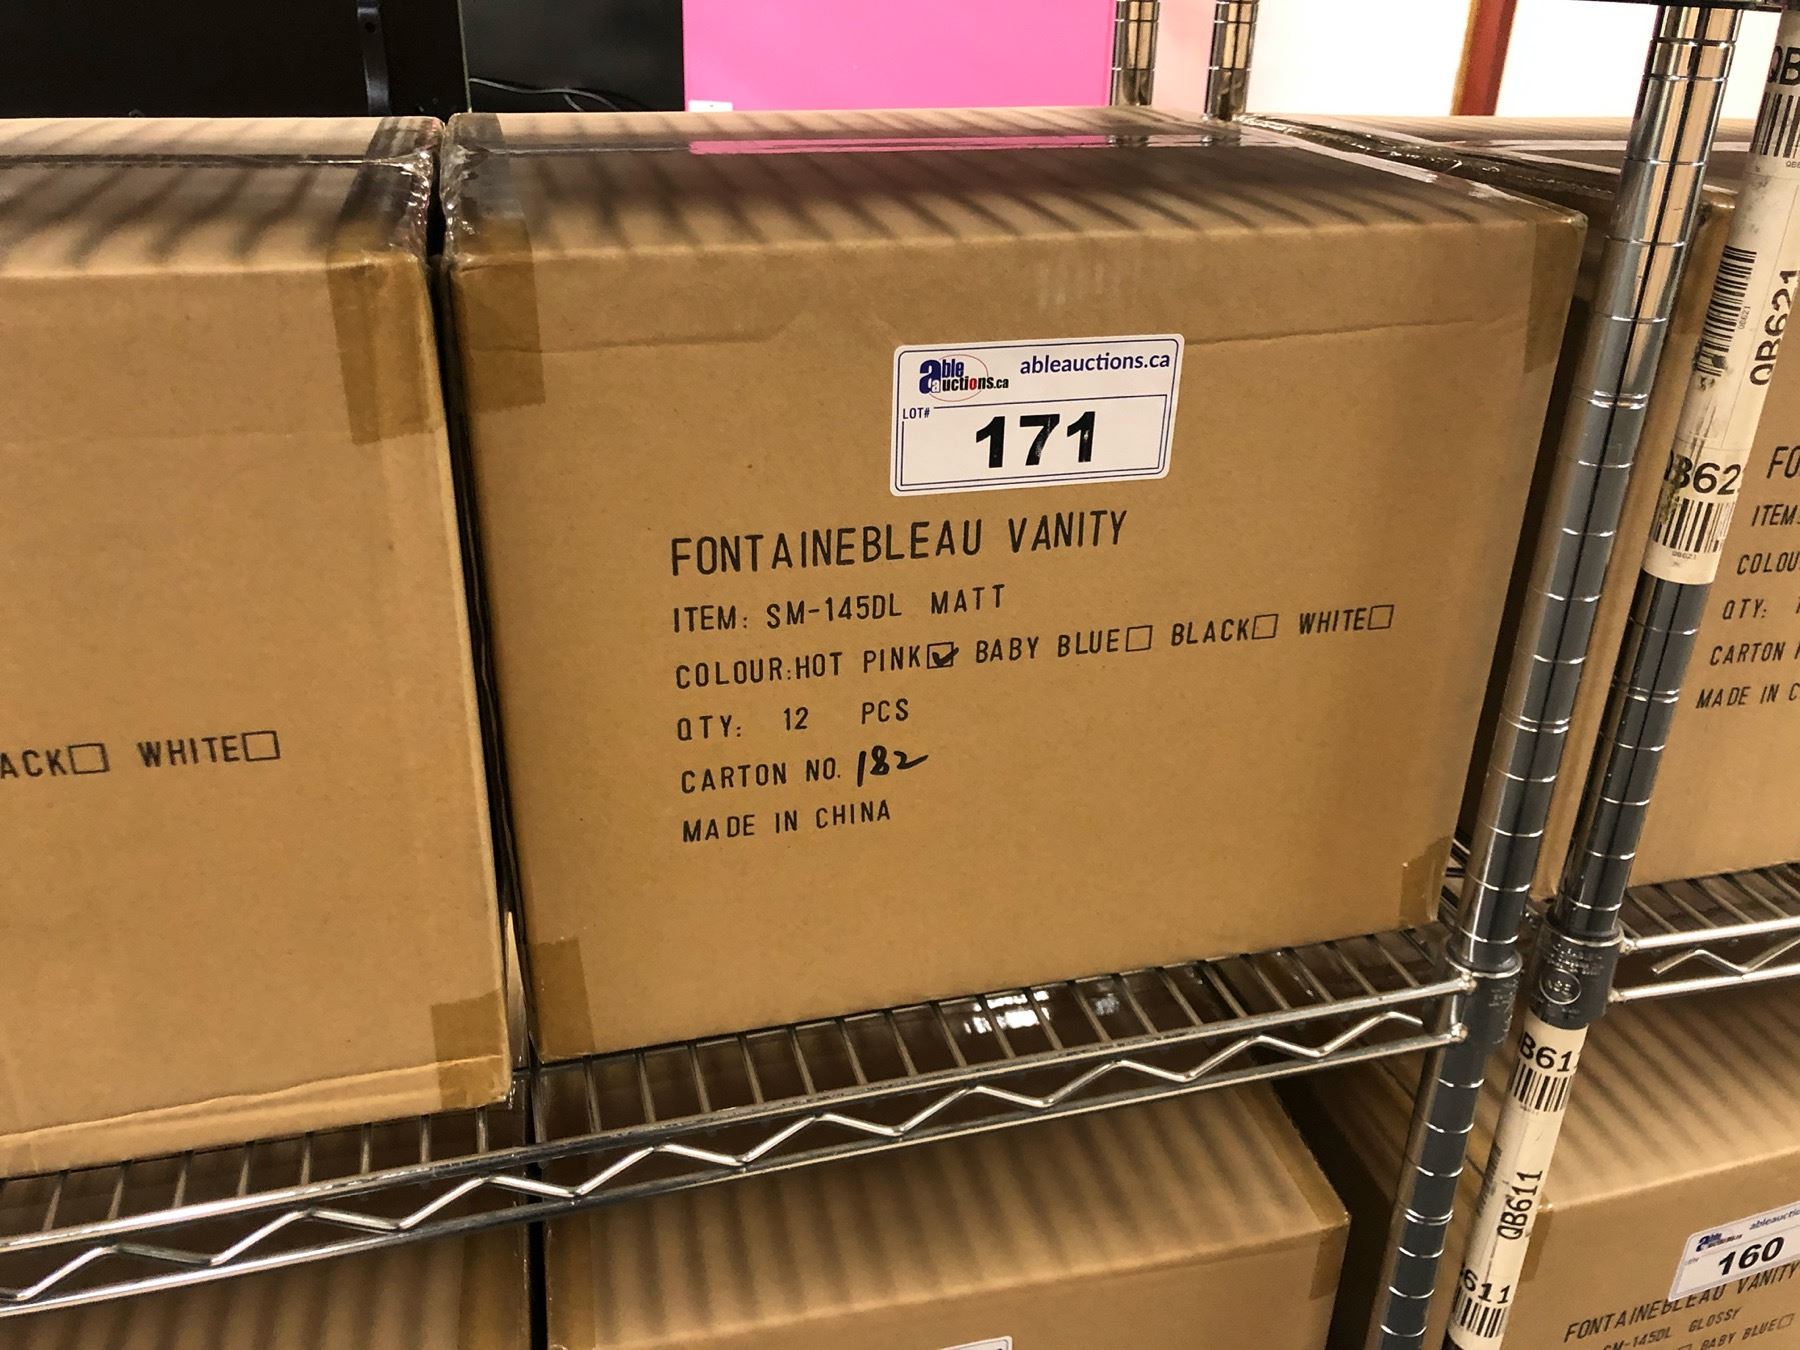 able auctions.ca
ableauctions.ca
LOT#
171
FONTAINEBLEAU VANITY
ITEM: SM-145DL MATT
COLOUR:HOT PINK☑ BABY BLUE☐ BLACK☐ WHITE☐
QTY: 12 PCS
CARTON NO. 182
MADE IN CHINA
ACK☐ WHITE☐
QB621
QB611
FO
ITEM:
COLOU
QTY:
CARTON
MADE IN C
160
FONTAINEBLEAU VANITY
SM-145DL GLOSSY
BABY BLUE☐